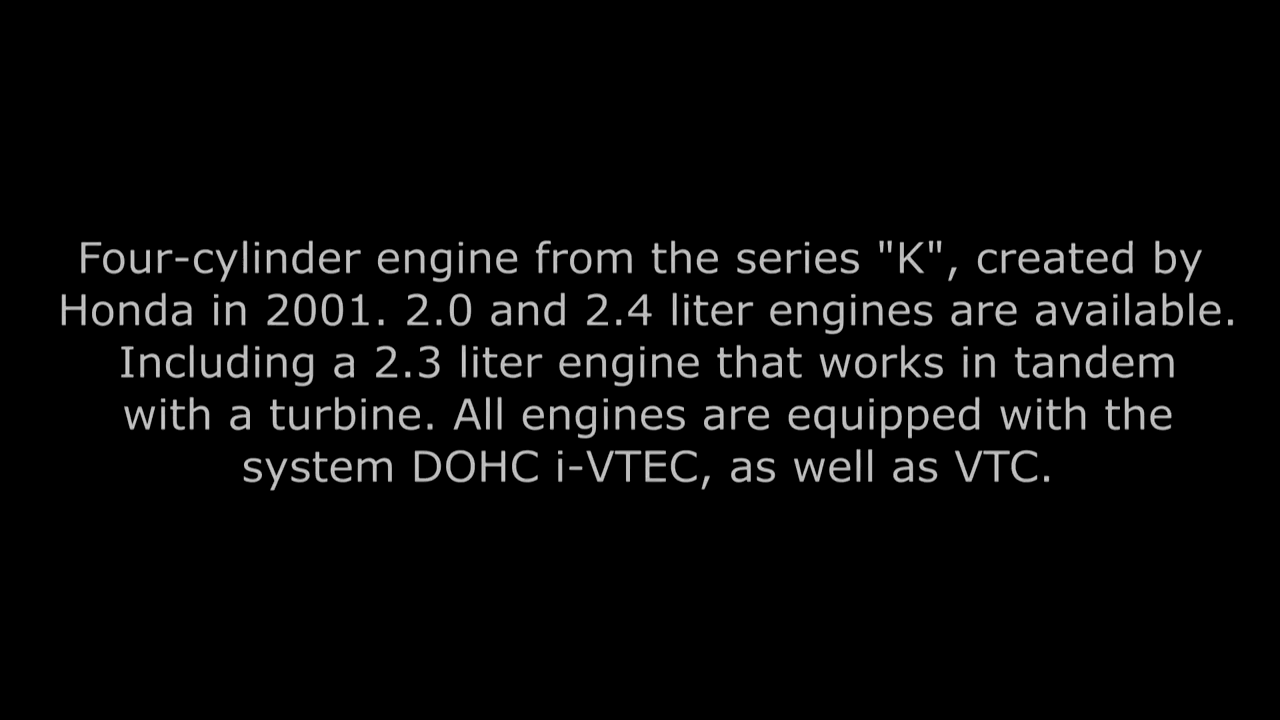 Four-cylinder engine from the series "K", created by
Honda in 2001. 2.0 and 2.4 liter engines are available.
Including a 2.3 liter engine that works in tandem
with a turbine. All engines are equipped with the
system DOHC i-VTEC, as well as VTC.